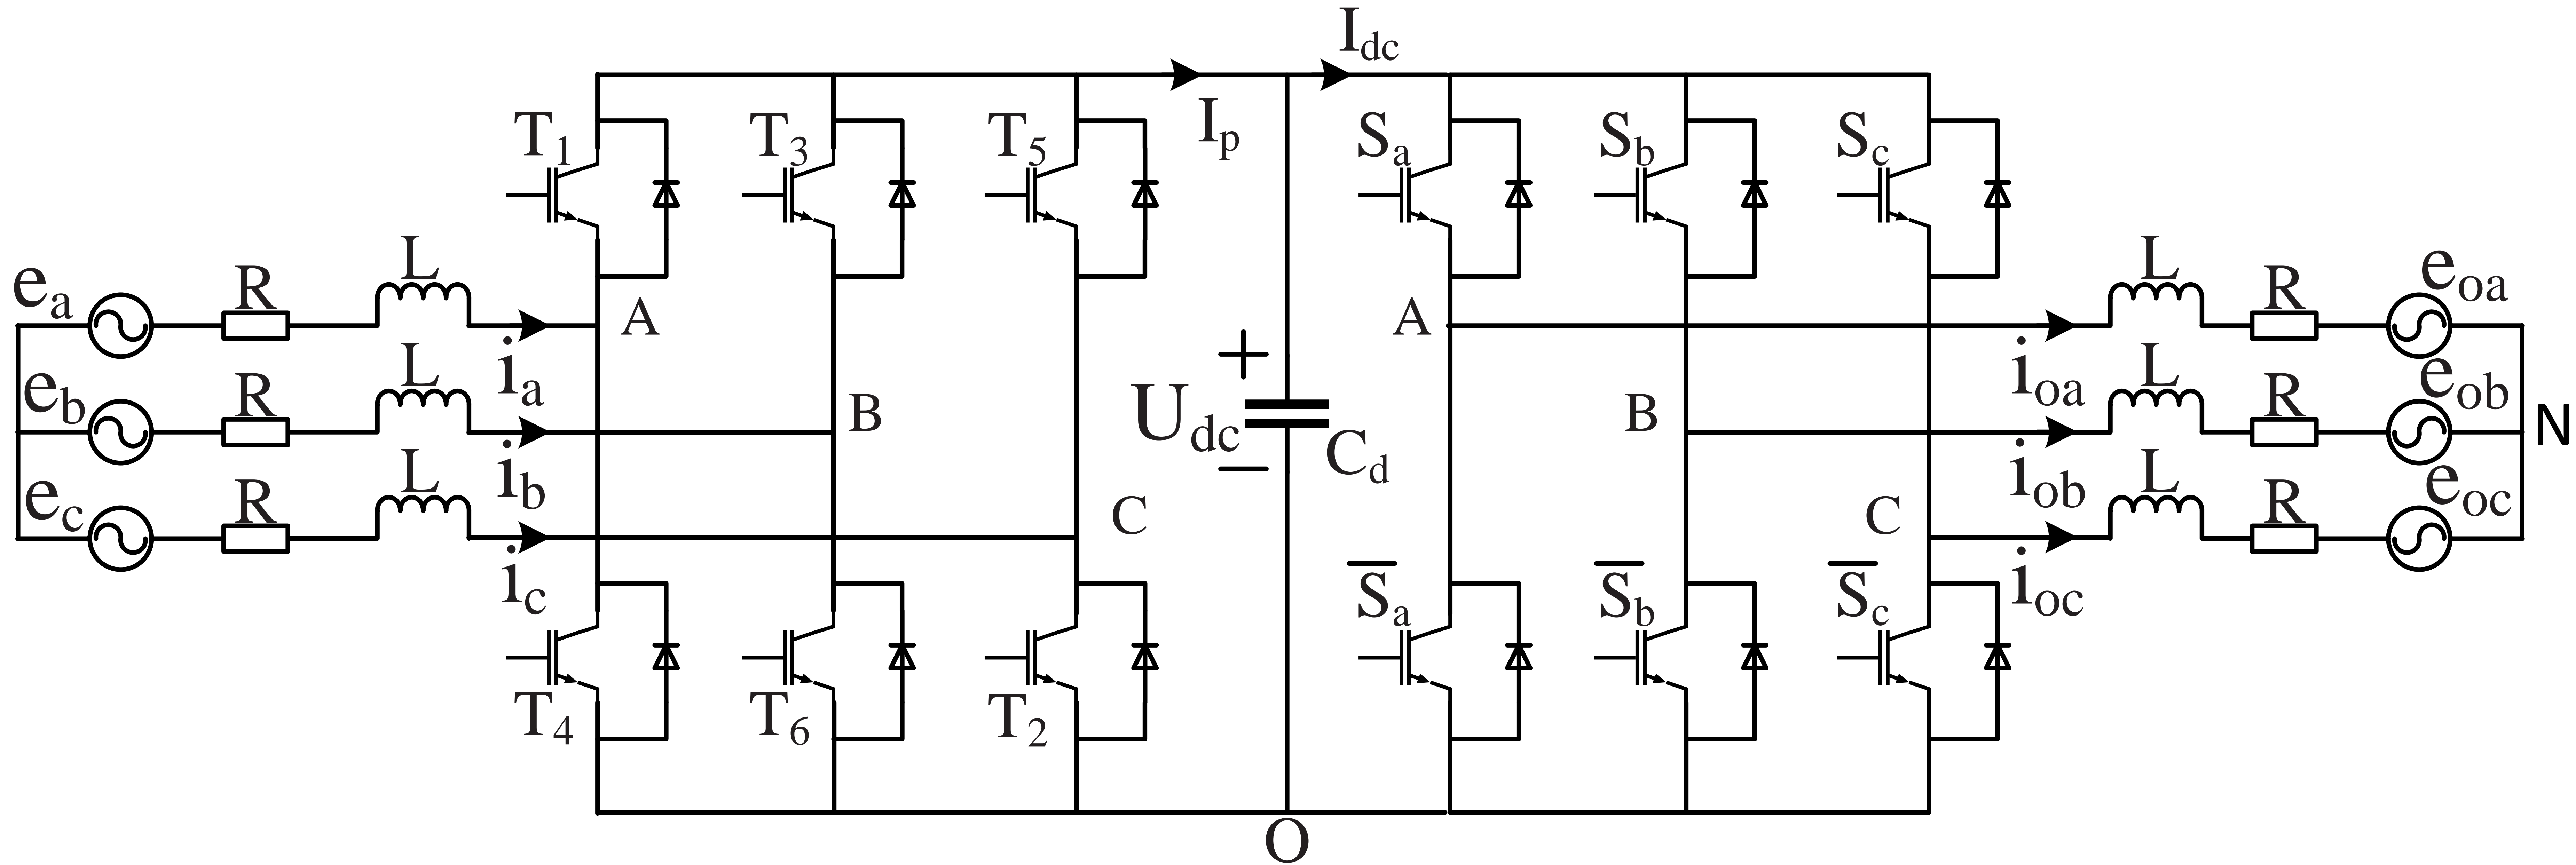 I_dc
I_p
T_1 T_3 T_5 S_a S_b S_c
L L
e_a R A A R e_oa
i_a i_oa
L L
e_b R B U_dc + − C_d B R e_ob N
i_b i_ob
L L
e_c R C C R e_oc
i_c i_oc
S̅_a S̅_b S̅_c
T_4 T_6 T_2
O